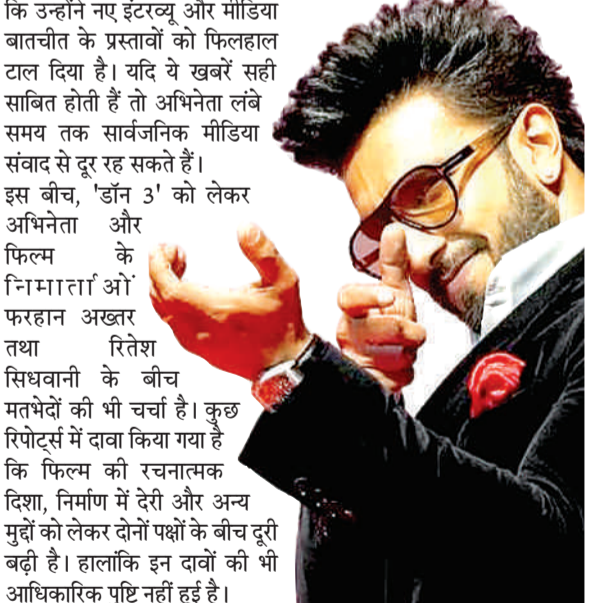 कि उन्होंने नए इंटरव्यू और मीडिया
बातचीत के प्रस्तावों को फिलहाल
टाल दिया है। यदि ये खबरें सही
साबित होती हैं तो अभिनेता लंबे
समय तक सार्वजनिक मीडिया
संवाद से दूर रह सकते हैं।
इस बीच, 'डॉन 3' को लेकर
अभिनेता और
फिल्म के
निमार्ताओं
फरहान अख्तर
तथा रितेश
सिधवानी के बीच
मतभेदों की भी चर्चा है। कुछ
रिपोर्ट्स में दावा किया गया है
कि फिल्म की रचनात्मक
दिशा, निर्माण में देरी और अन्य
मुद्दों को लेकर दोनों पक्षों के बीच दूरी
बढ़ी है। हालांकि इन दावों की भी
आधिकारिक पुष्टि नहीं हुई है।